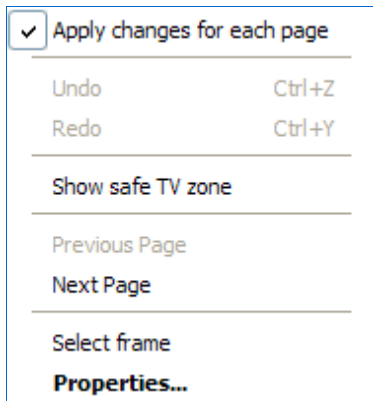 Apply changes for each page
Undo Ctrl+Z
Redo Ctrl+Y
Show safe TV zone
Previous Page
Next Page
Select frame
Properties...